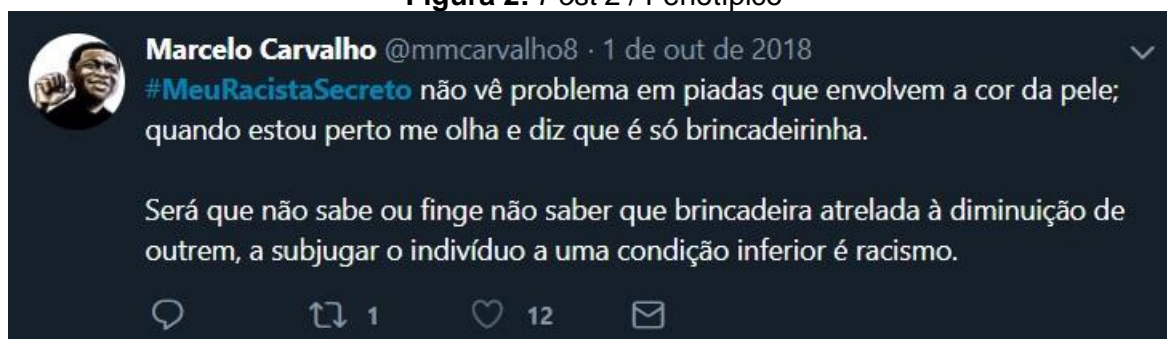 Figura 2: Post 2 / Fenotípico
Marcelo Carvalho @mmcarvalho8 · 1 de out de 2018
#MeuRacistaSecreto não vê problema em piadas que envolvem a cor da pele;
quando estou perto me olha e diz que é só brincadeirinha.
Será que não sabe ou finge não saber que brincadeira atrelada à diminuição de
outrem, a subjugar o indivíduo a uma condição inferior é racismo.
1 12